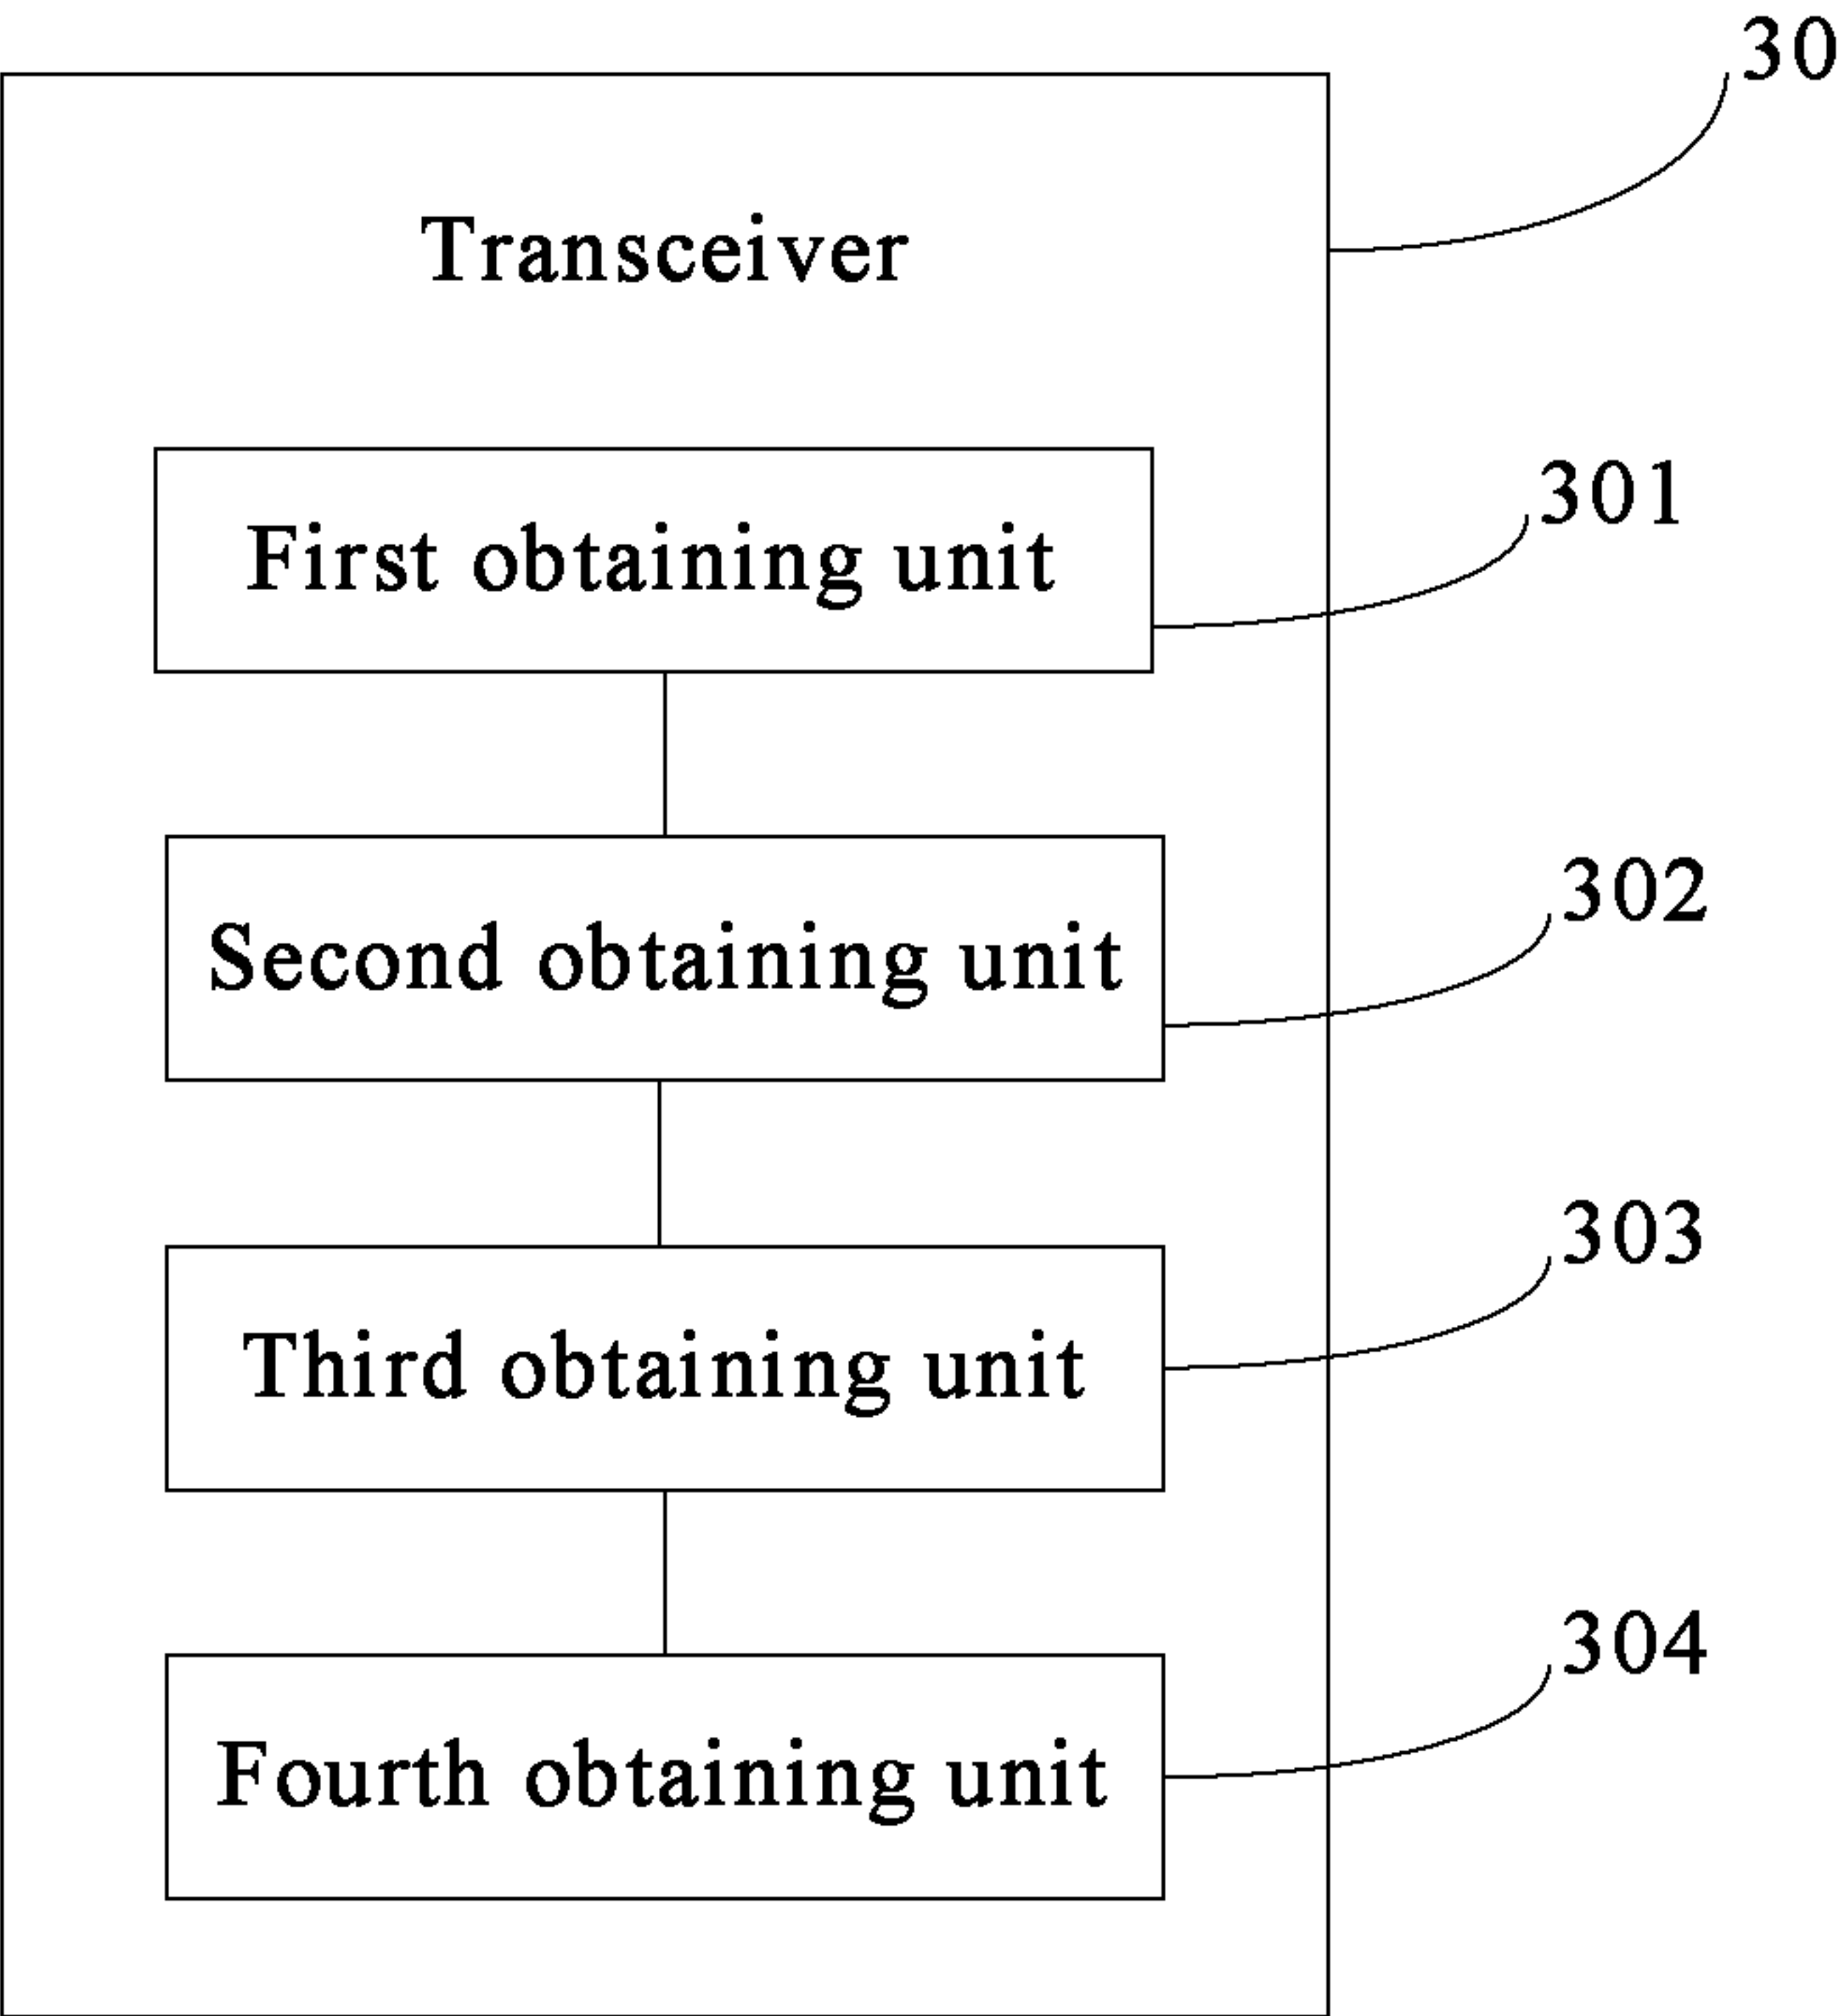 30
Transceiver
301
First obtaining unit
302
Second obtaining unit
303
Third obtaining unit
304
Fourth obtaining unit